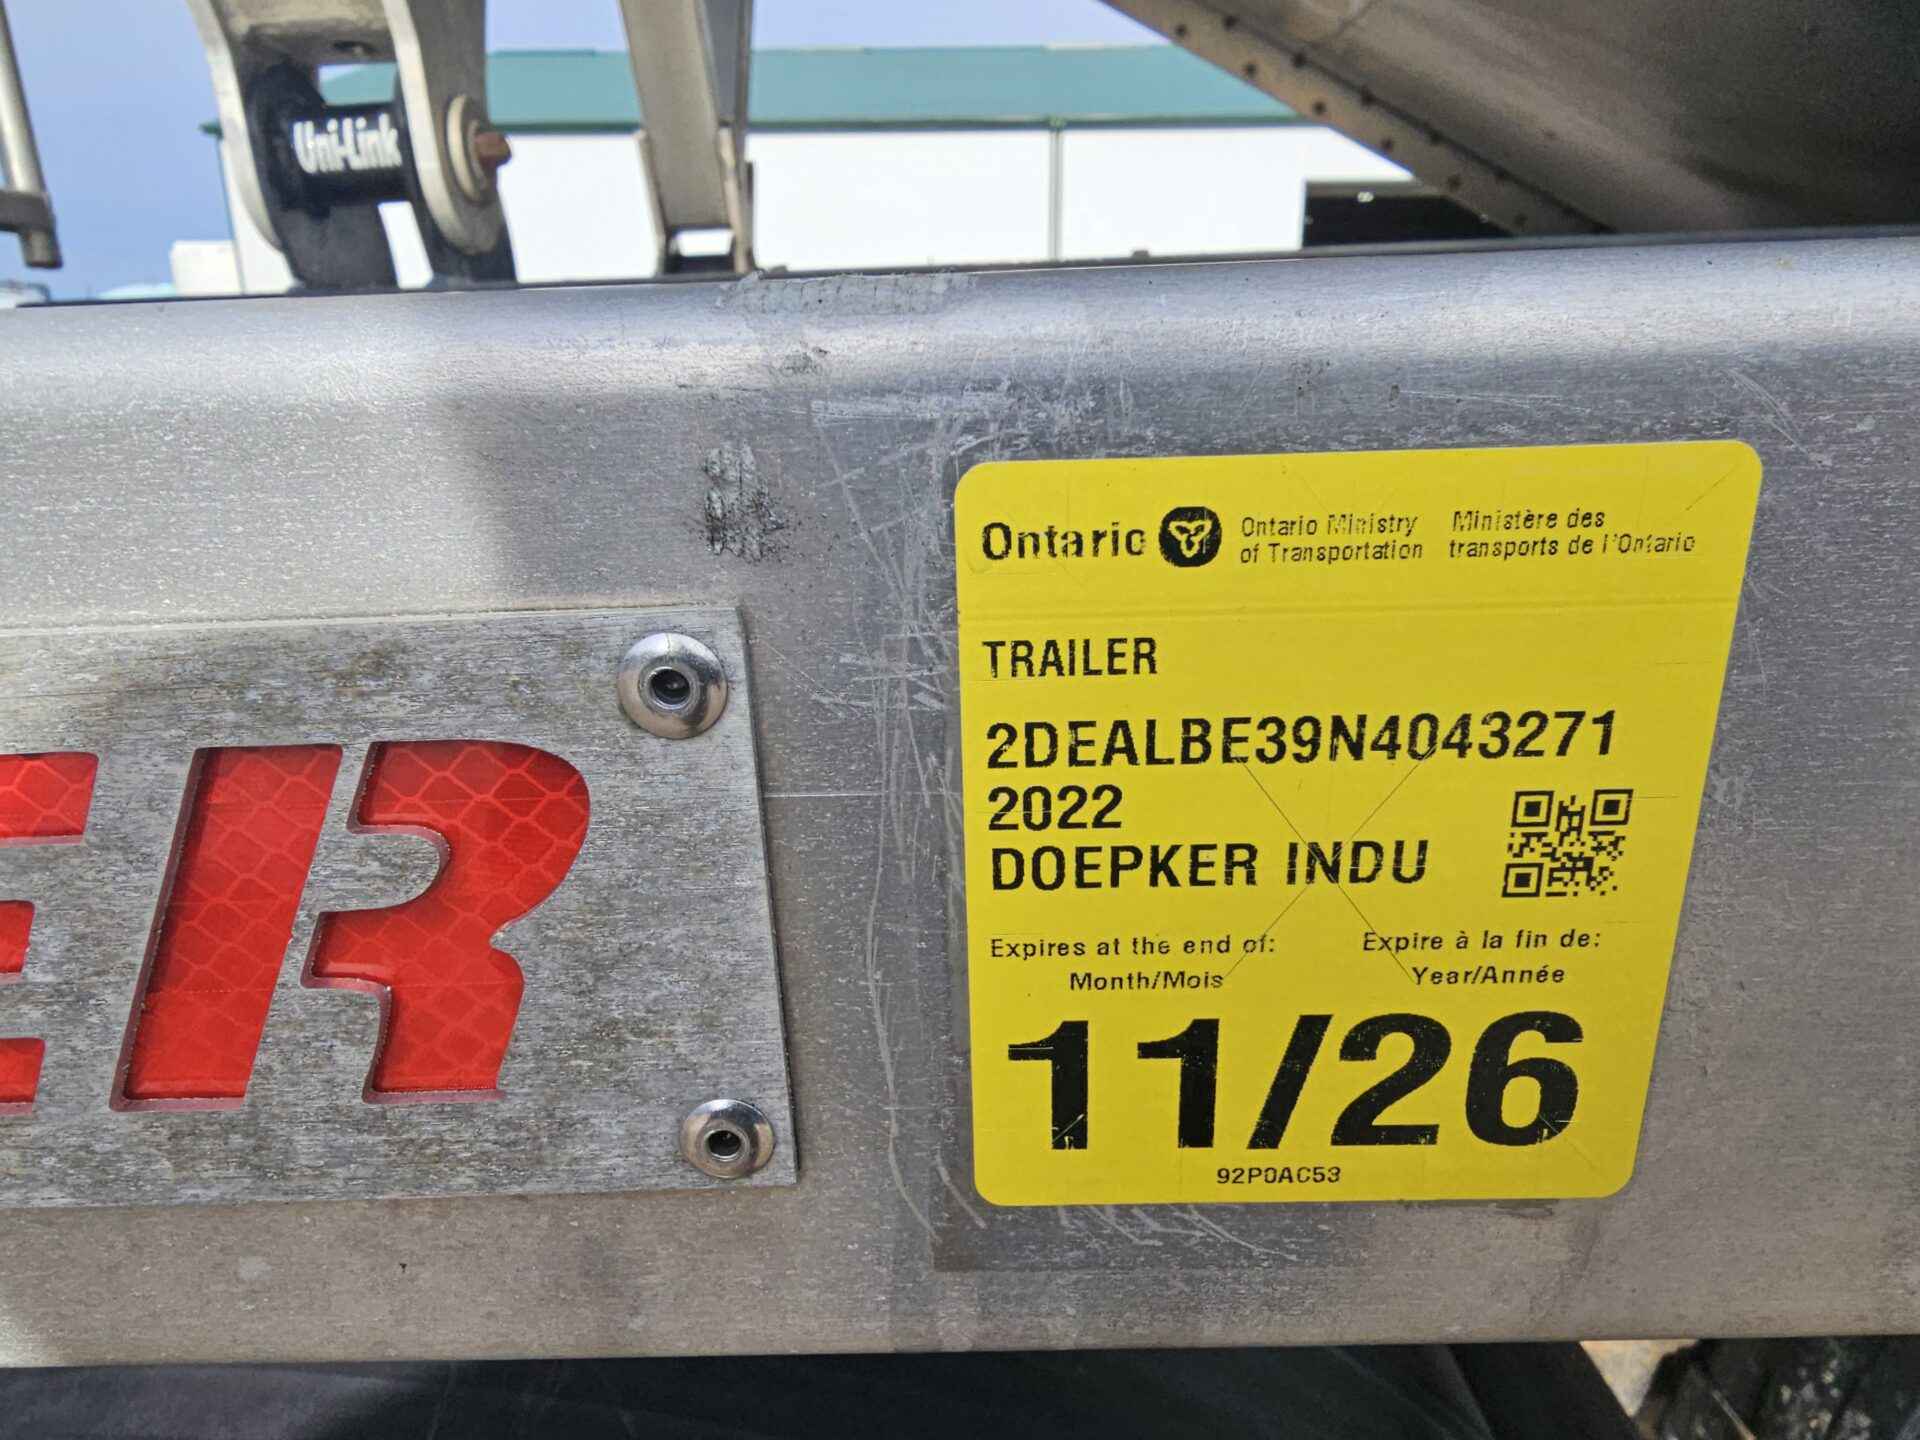 Uni-Link
ER
Ontario
Ontario Ministry
of Transportation
Ministère des
transports de l'Ontario
TRAILER
2DEALBE39N4043271
2022
DOEPKER INDU
Expires at the end of:
Expire à la fin de:
Month/Mois
Year/Année
11/26
92P0AC53